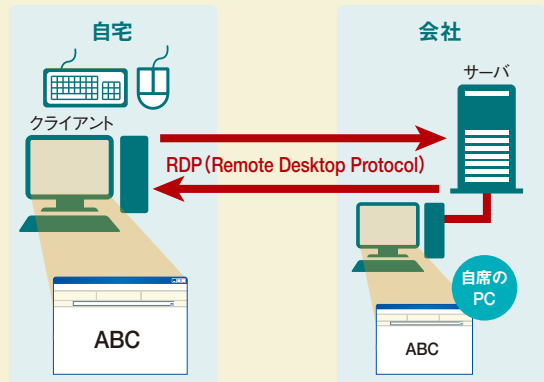 自宅
会社
サーバ
クライアント
RDP(Remote Desktop Protocol)
自席の
PC
ABC
ABC